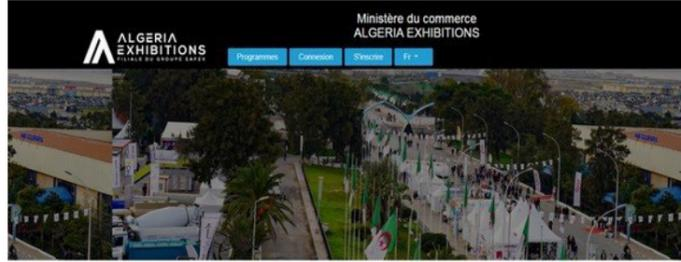 Ministère du commerce
ALGERIA EXHIBITIONS
ALGERIA
EXHIBITIONS
FILIALE DU GROUPE SAFEX
Programmes
Connexion
S'inscrire
Fr